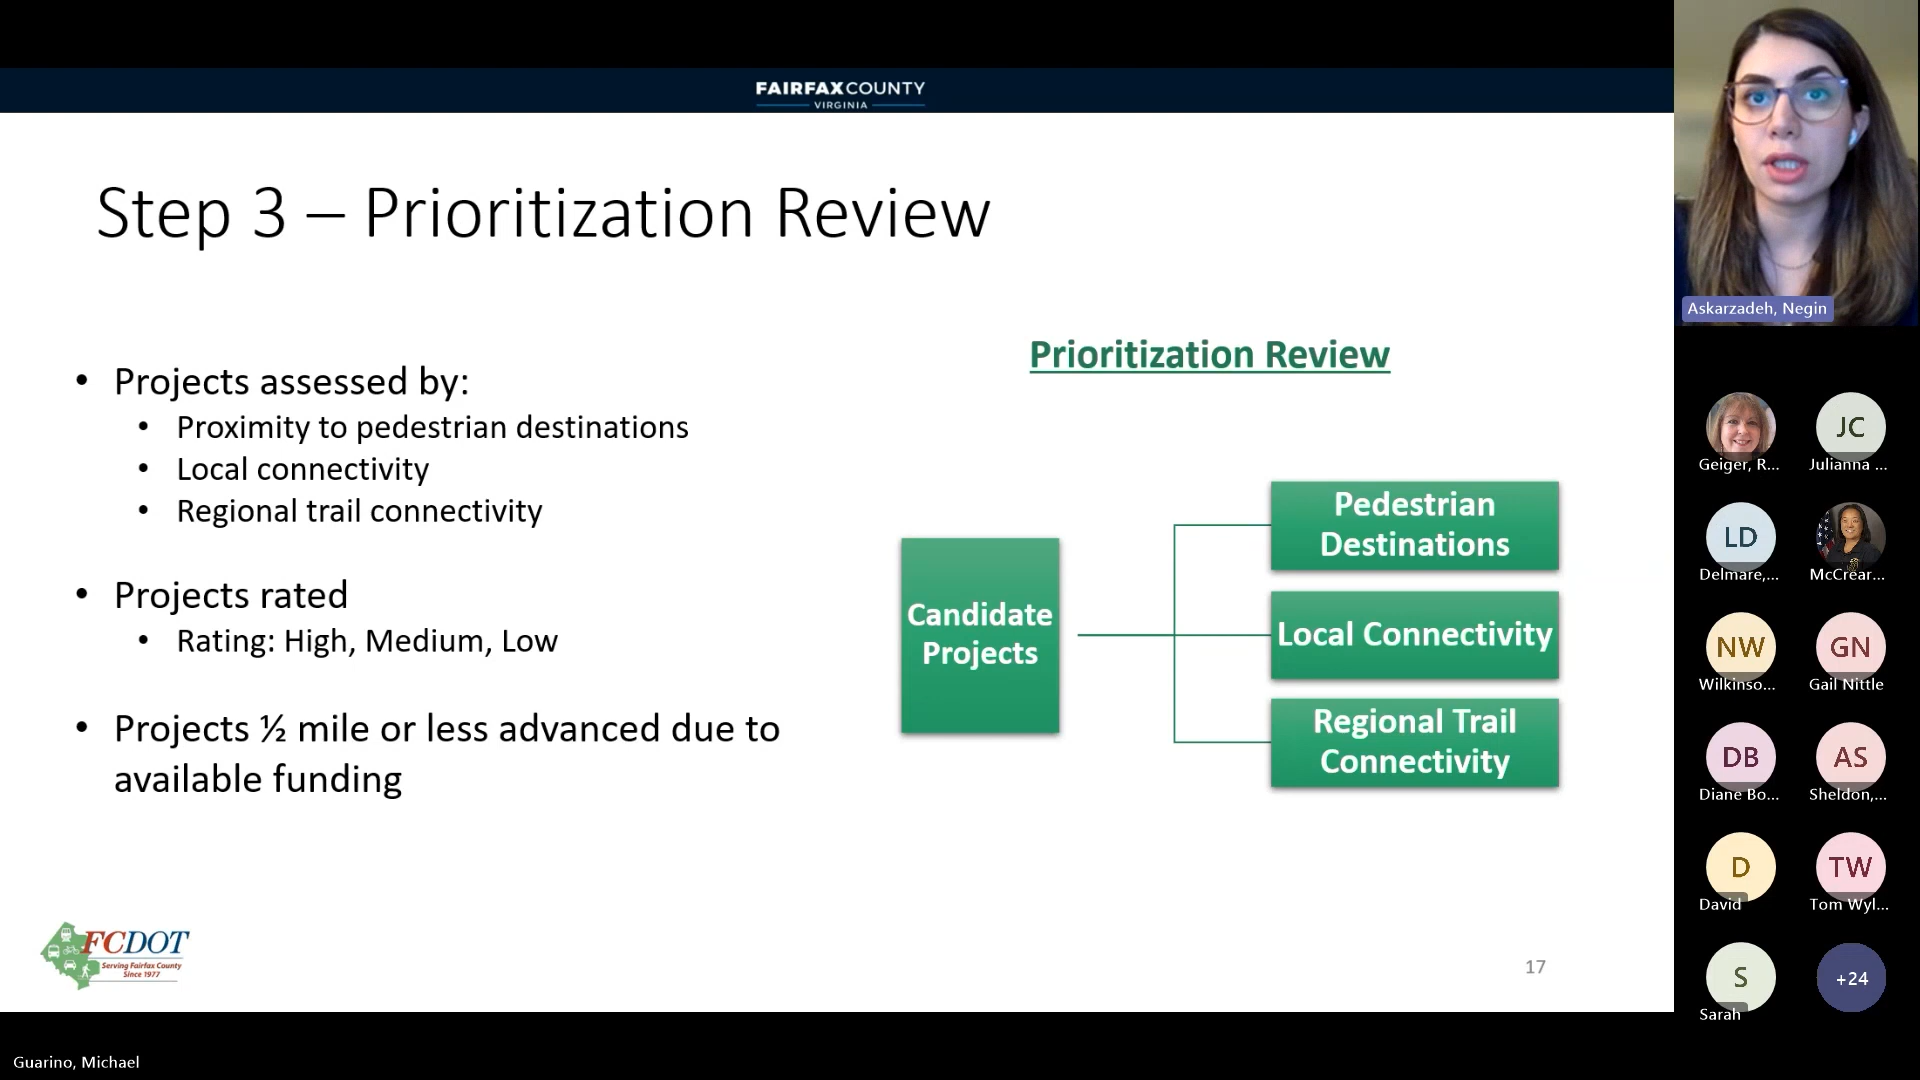 FAIRFAX COUNTY
VIRGINIA
Step 3 – Prioritization Review
• Projects assessed by:
• Proximity to pedestrian destinations
• Local connectivity
• Regional trail connectivity
• Projects rated
• Rating: High, Medium, Low
• Projects ½ mile or less advanced due to
available funding
Prioritization Review
Candidate
Projects
Pedestrian
Destinations
Local Connectivity
Regional Trail
Connectivity
FCDOT
Serving Fairfax County
Since 1977
17
Guarino, Michael
Askarzadeh, Negin
Geiger, R...
JC
Julianna ...
LD
Delmare,...
McCrear...
NW
Wilkinso...
GN
Gail Nittle
DB
Diane Bo...
AS
Sheldon,...
D
David
TW
Tom Wyl...
S
Sarah
+24